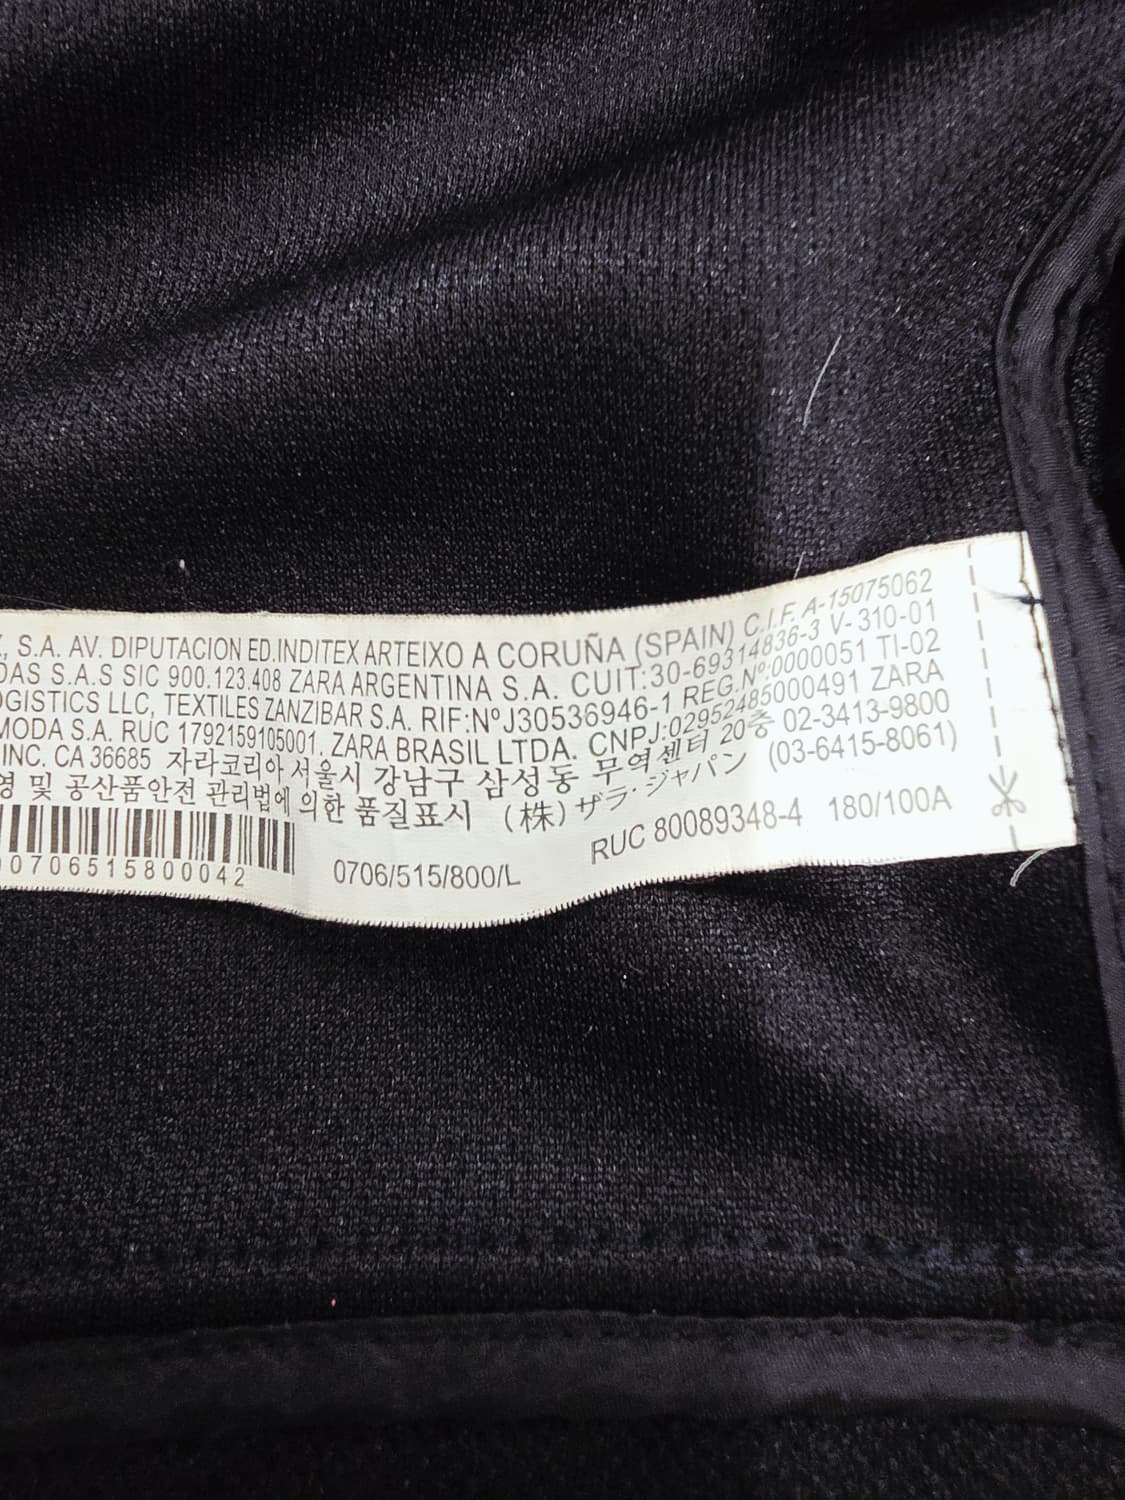 , S.A. AV. DIPUTACION ED.INDITEX ARTEIXO A CORUÑA (SPAIN) C.I.F. A-15075062
DAS S.A.S SIC 900.123.408 ZARA ARGENTINA S.A. CUIT:30-69314836-3 V-310-01
OGISTICS LLC, TEXTILES ZANZIBAR S.A. RIF:Nº J30536946-1 REG.Nº:0000051 TI-02
MODA S.A. RUC 1792159105001. ZARA BRASIL LTDA. CNPJ:02952485000491 ZARA
INC. CA 36685 자라코리아 서울시 강남구 삼성동 무역센터 20층 02-3413-9800
영 및 공산품안전 관리법에 의한 품질표시 (株) ザラ・ジャパン (03-6415-8061)
00706515800042 0706/515/800/L RUC 80089348-4 180/100A